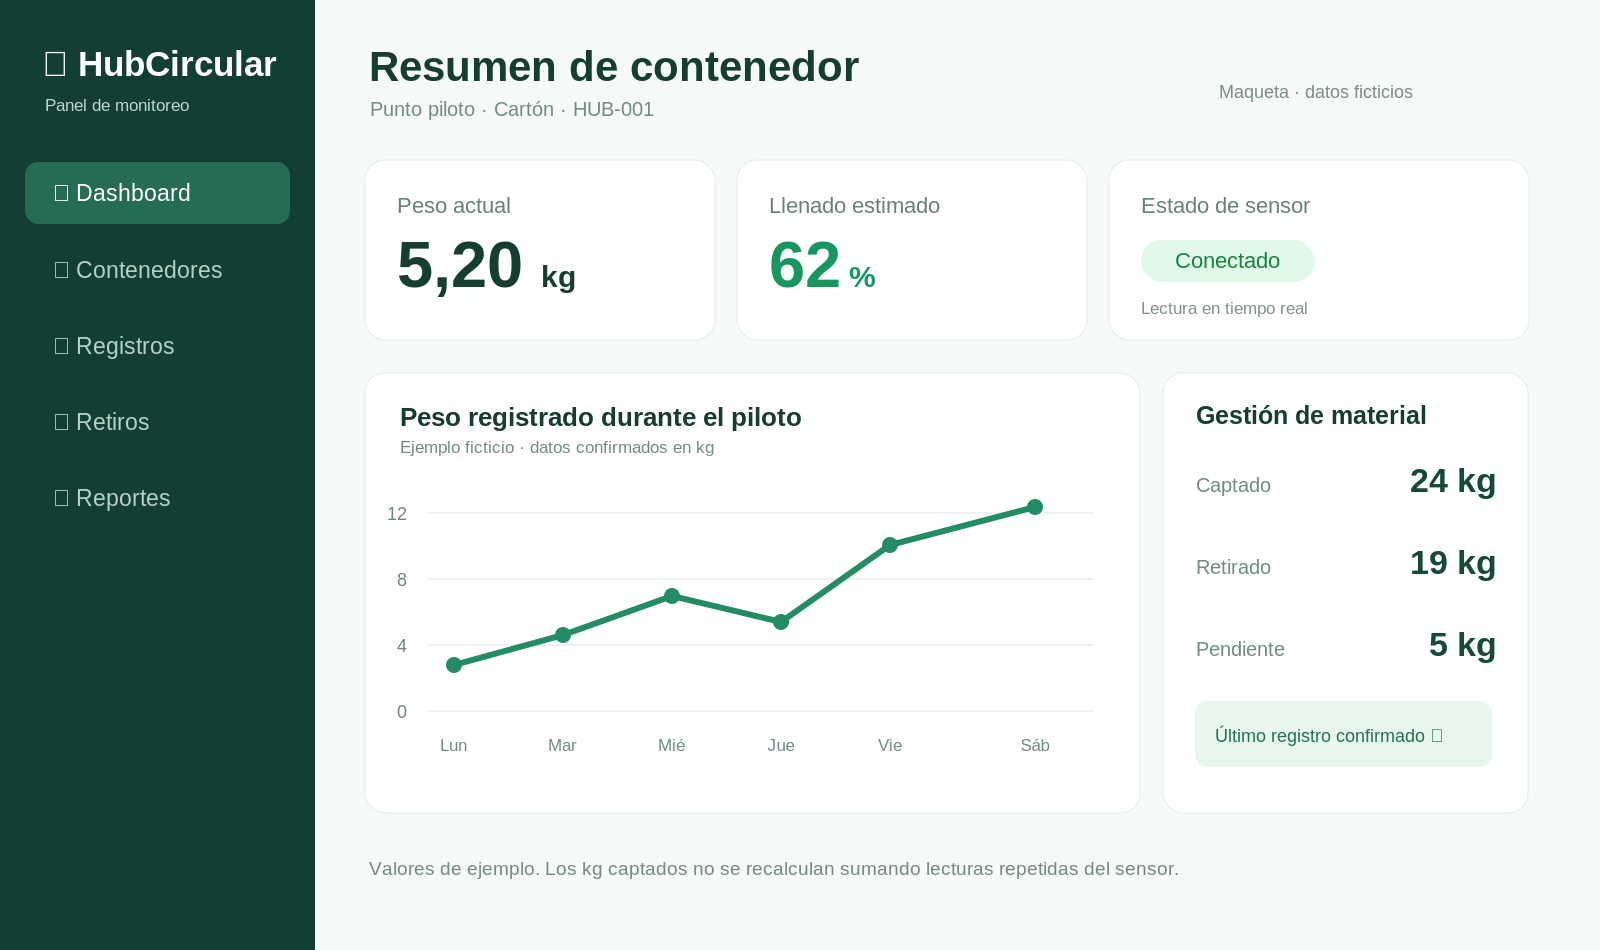 HubCircular
Panel de monitoreo
Dashboard
Contenedores
Registros
Retiros
Reportes
Resumen de contenedor
Punto piloto · Cartón · HUB-001
Maqueta · datos ficticios
Peso actual
5,20 kg
Llenado estimado
62 %
Estado de sensor
Conectado
Lectura en tiempo real
Peso registrado durante el piloto
Ejemplo ficticio · datos confirmados en kg
12
8
4
0
Lun Mar Mié Jue Vie Sáb
Gestión de material
Captado 24 kg
Retirado 19 kg
Pendiente 5 kg
Último registro confirmado
Valores de ejemplo. Los kg captados no se recalculan sumando lecturas repetidas del sensor.